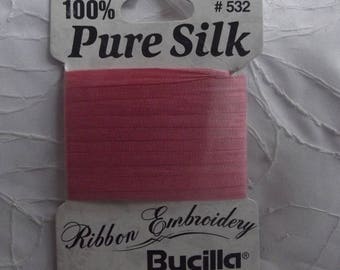 100% # 532
Pure Silk
Ribbon Embroidery
Bucilla®